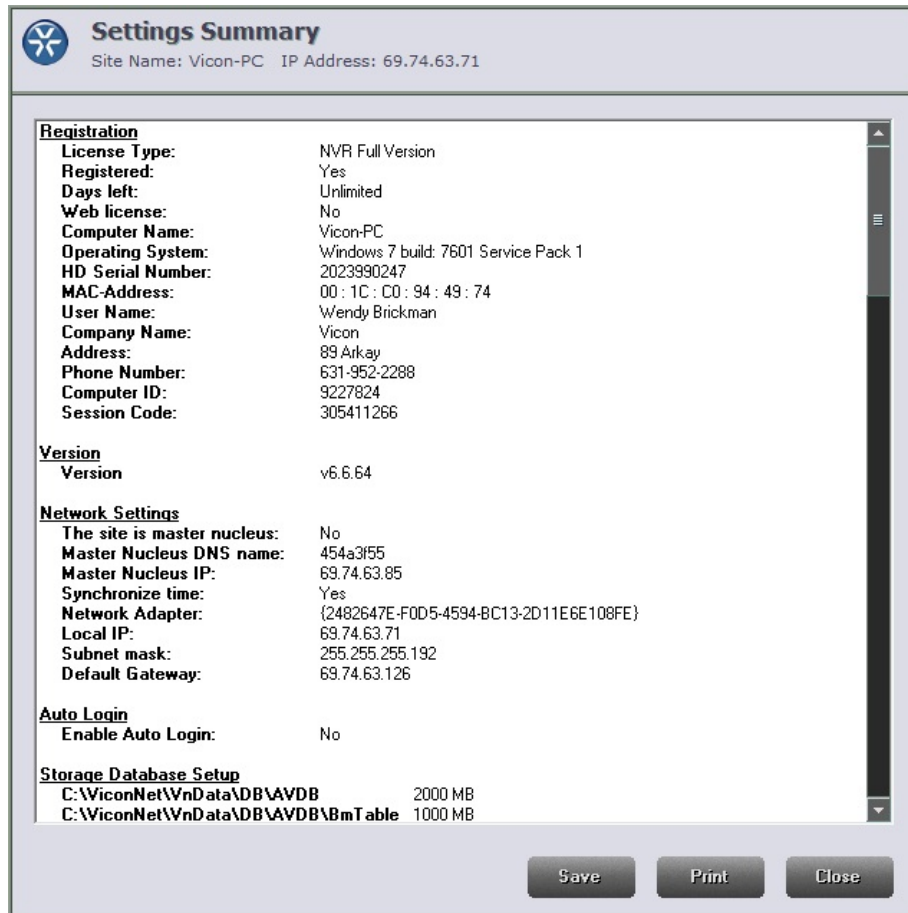 Settings Summary
Site Name: Vicon-PC IP Address: 69.74.63.71
Registration
License Type: NVR Full Version
Registered: Yes
Days left: Unlimited
Web license: No
Computer Name: Vicon-PC
Operating System: Windows 7 build: 7601 Service Pack 1
HD Serial Number: 2023990247
MAC-Address: 00 : 1C : C0 : 94 : 49 : 74
User Name: Wendy Brickman
Company Name: Vicon
Address: 89 Arkay
Phone Number: 631-952-2288
Computer ID: 9227824
Session Code: 305411266
Version
Version v6.6.64
Network Settings
The site is master nucleus: No
Master Nucleus DNS name: 454a3f55
Master Nucleus IP: 69.74.63.85
Synchronize time: Yes
Network Adapter: {2482647E-F0D5-4594-BC13-2D11E6E108FE}
Local IP: 69.74.63.71
Subnet mask: 255.255.255.192
Default Gateway: 69.74.63.126
Auto Login
Enable Auto Login: No
Storage Database Setup
C:\ViconNet\VnData\DB\AVDB 2000 MB
C:\ViconNet\VnData\DB\AVDB\BmTable 1000 MB
Save Print Close